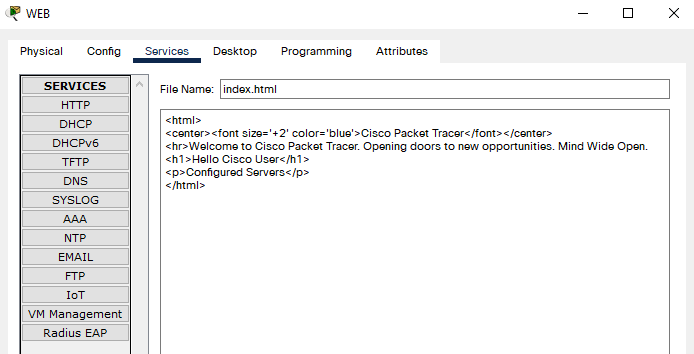 WEB
Physical Config Services Desktop Programming Attributes
SERVICES
HTTP
DHCP
DHCPv6
TFTP
DNS
SYSLOG
AAA
NTP
EMAIL
FTP
IoT
VM Management
Radius EAP
File Name: index.html
<html>
<center><font size='+2' color='blue'>Cisco Packet Tracer</font></center>
<hr>Welcome to Cisco Packet Tracer. Opening doors to new opportunities. Mind Wide Open.
<h1>Hello Cisco User</h1>
<p>Configured Servers</p>
</html>